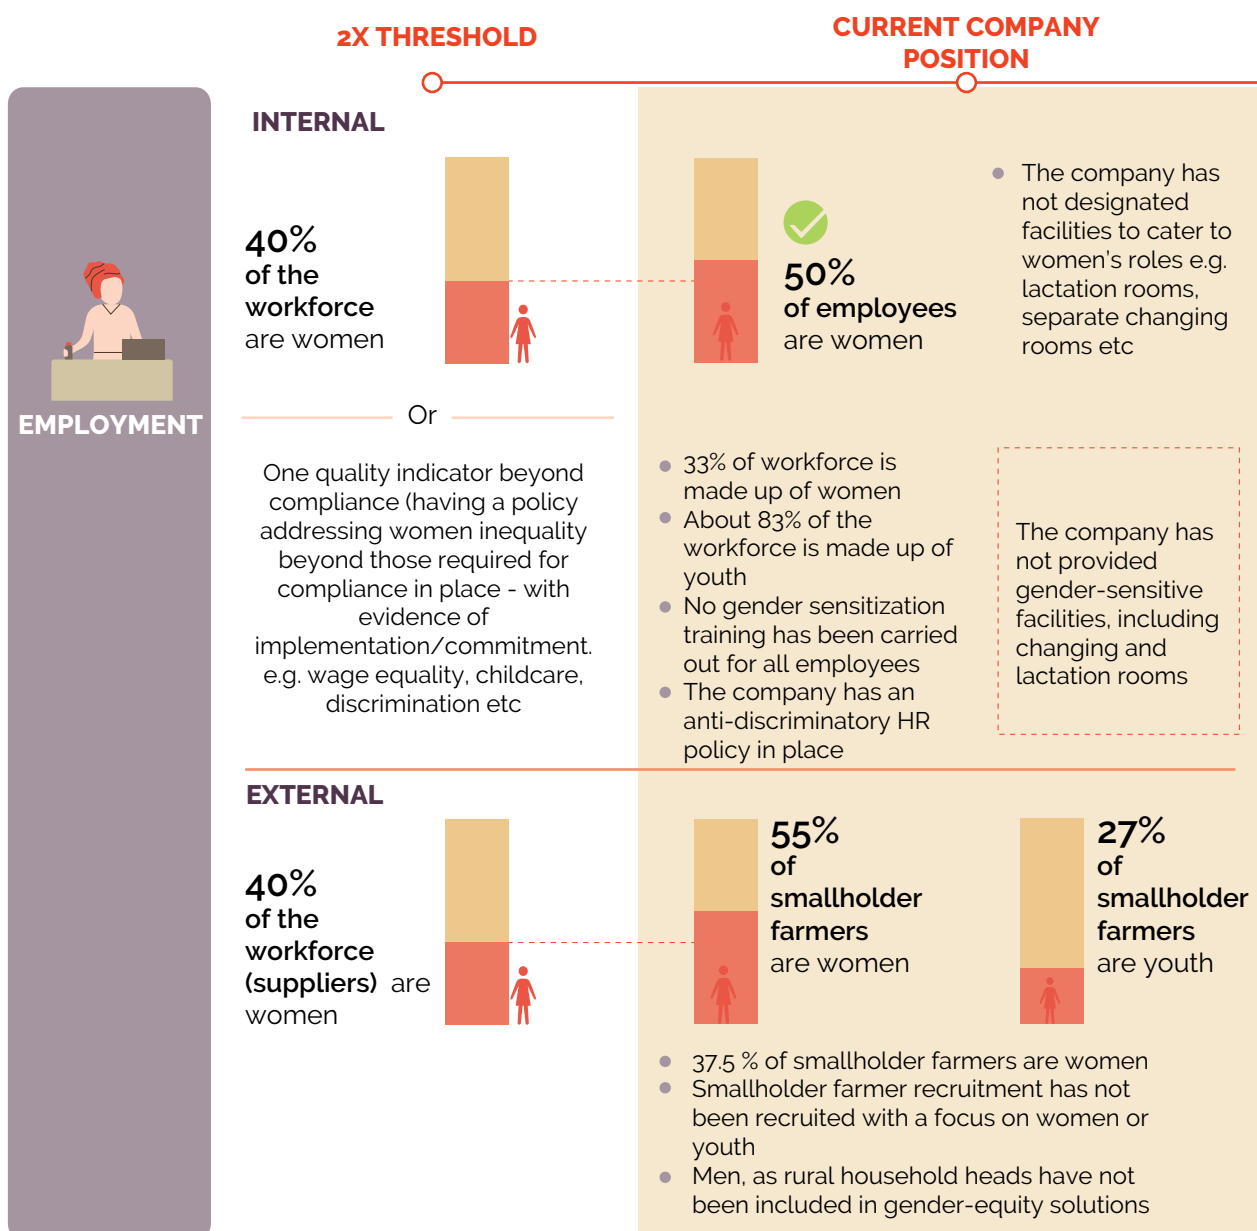 2X THRESHOLD
CURRENT COMPANY
POSITION
EMPLOYMENT
INTERNAL
40%
of the
workforce
are women
50%
of employees
are women
The company has
not designated
facilities to cater to
women's roles e.g.
lactation rooms,
separate changing
rooms etc
Or
One quality indicator beyond
compliance (having a policy
addressing women inequality
beyond those required for
compliance in place - with
evidence of
implementation/commitment.
e.g. wage equality, childcare,
discrimination etc
33% of workforce is
made up of women
About 83% of the
workforce is made up of
youth
No gender sensitization
training has been carried
out for all employees
The company has an
anti-discriminatory HR
policy in place
The company has
not provided
gender-sensitive
facilities, including
changing and
lactation rooms
EXTERNAL
40%
of the
workforce
(suppliers) are
women
55%
of
smallholder
farmers
are women
27%
of
smallholder
farmers
are youth
37.5 % of smallholder farmers are women
Smallholder farmer recruitment has not
been recruited with a focus on women or
youth
Men, as rural household heads have not
been included in gender-equity solutions